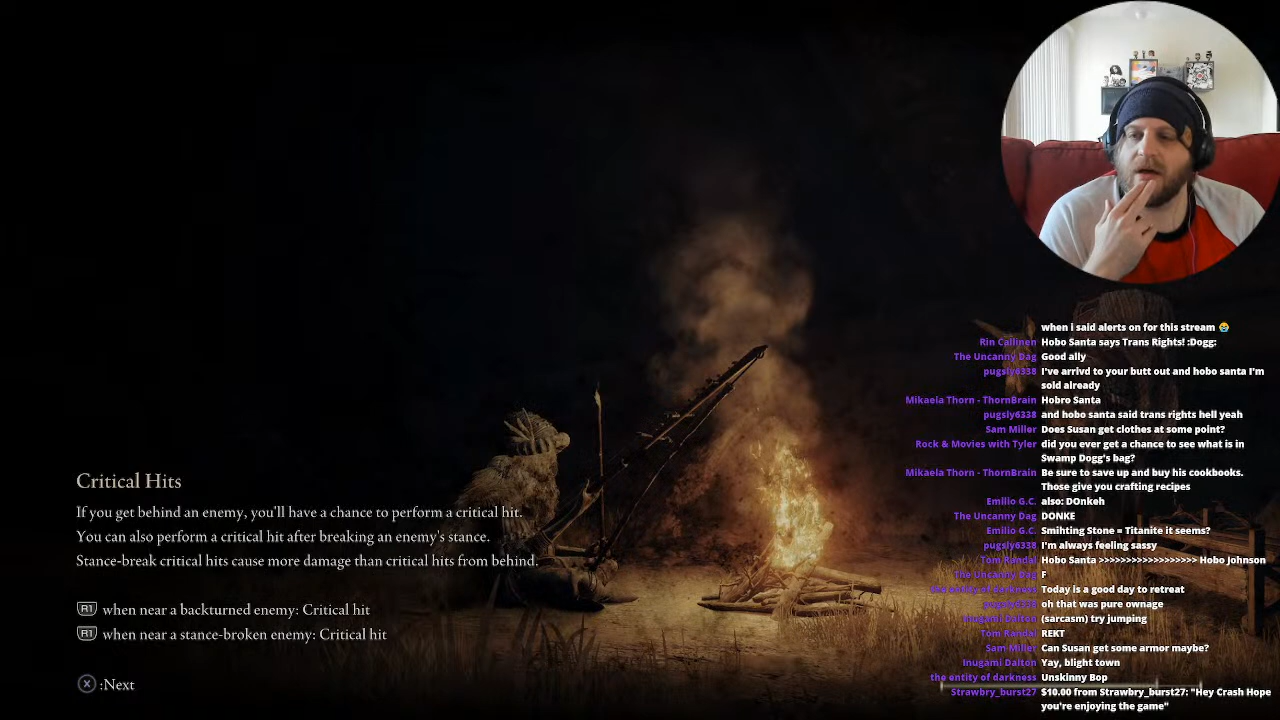 when i said alerts on for this stream 😭
Rin Callinen Hobo Santa says Trans Rights! :Dogg:
The Uncanny Dag Good ally
pugsly6338 I've arrivd to your butt out and hobo santa I'm
sold already
Mikaela Thorn - ThornBrain Hobro Santa
pugsly6338 and hobo santa said trans rights hell yeah
Sam Miller Does Susan get clothes at some point?
Rock & Movies with Tyler did you ever get a chance to see what is in
Swamp Dogg's bag?
Mikaela Thorn - ThornBrain Be sure to save up and buy his cookbooks.
Those give you crafting recipes
Emilio G.C. also: DOnkeh
The Uncanny Dag DONKE
Emilio G.C. Smihting Stone = Titanite it seems?
pugsly6338 I'm always feeling sassy
Tom Randal Hobo Santa >>>>>>>>>>>>>>>>>> Hobo Johnson
The Uncanny Dag F
the entity of darkness Today is a good day to retreat
pugsly6338 oh that was pure ownage
Inugami Dalton (sarcasm) try jumping
Tom Randal REKT
Sam Miller Can Susan get some armor maybe?
Inugami Dalton Yay, blight town
the entity of darkness Unskinny Bop
Strawbry_burst27 $10.00 from Strawbry_burst27: "Hey Crash Hope
you're enjoying the game"
Critical Hits
If you get behind an enemy, you'll have a chance to perform a critical hit.
You can also perform a critical hit after breaking an enemy's stance.
Stance-break critical hits cause more damage than critical hits from behind.
R1 when near a backturned enemy: Critical hit
R1 when near a stance-broken enemy: Critical hit
X :Next